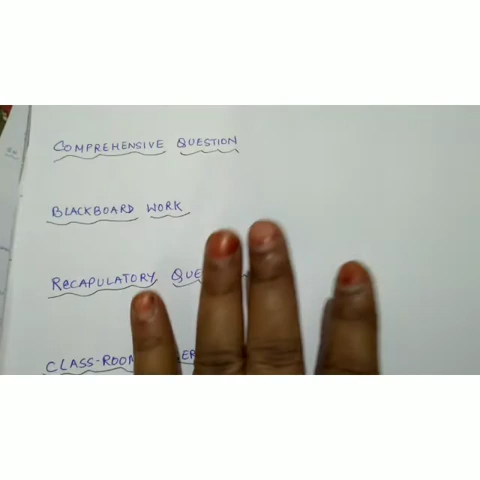 COMPREHENSIVE QUESTION
BLACKBOARD WORK
RECAPULATORY
CLASS-ROOM